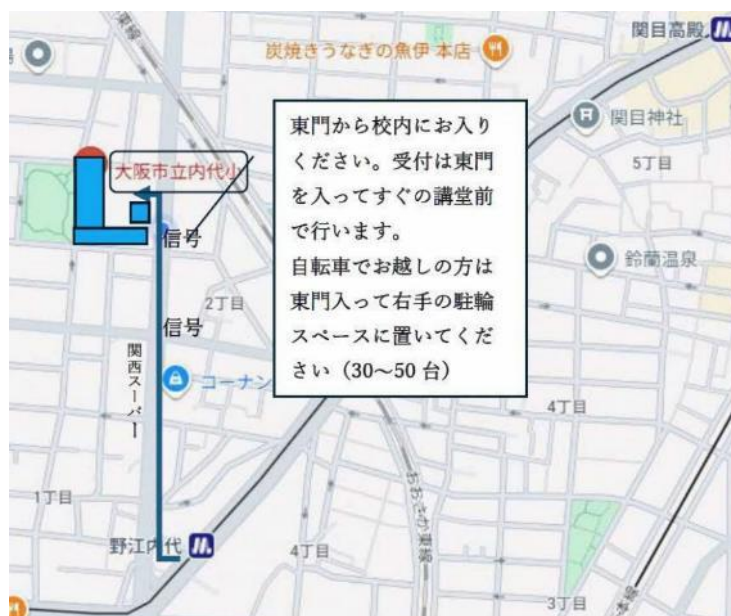 関目高殿
炭焼きうなぎの魚伊 本店
東門から校内にお入り
ください。受付は東門
を入ってすぐの講堂前
で行います。
自転車でお越しの方は
東門入って右手の駐輪
スペースに置いてくだ
さい（30～50 台）
関目神社
5丁目
大阪市立内代小
信号
鈴蘭温泉
2丁目
信号
関西スーパー
コーナン
4丁目
おおさか東線
1丁目
野江内代
4丁目
3丁目